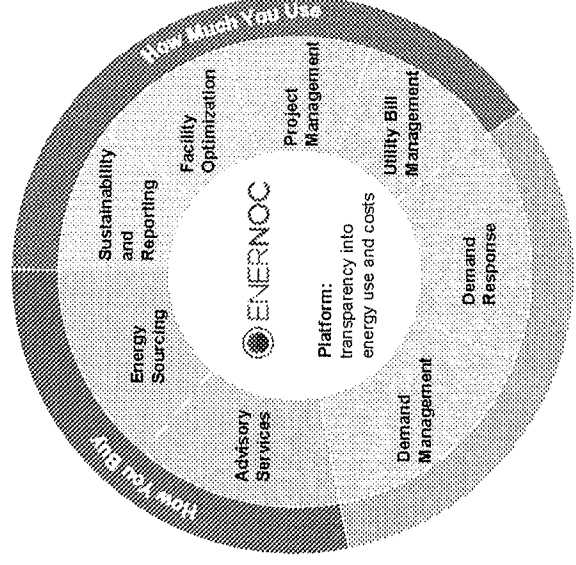 How You Buy
How Much You Use
Energy
Sourcing
Sustainability
and
Reporting
Facility
Optimization
Project
Management
Utility Bill
Management
Demand
Response
Demand
Management
Advisory
Services
ENERNOC
Platform:
transparency into
energy use and costs